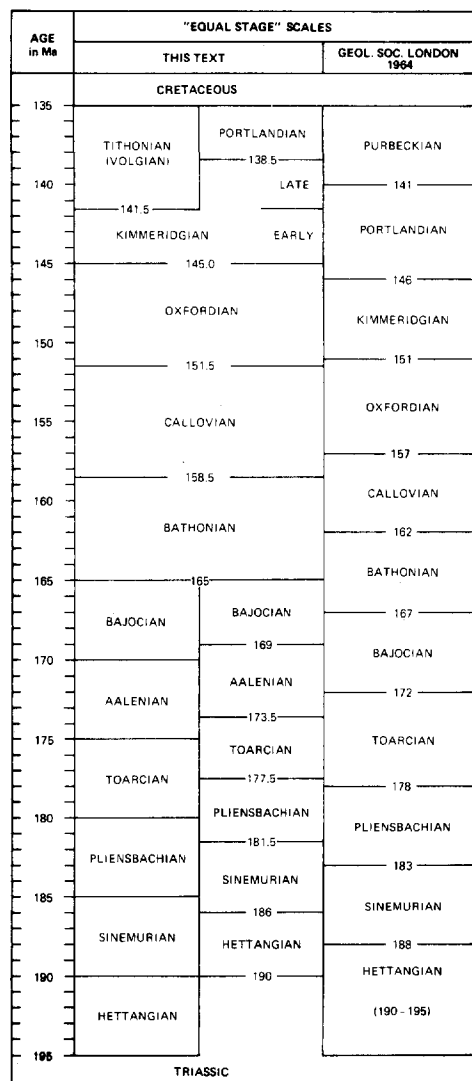 AGE
in Ma
"EQUAL STAGE" SCALES
THIS TEXT
GEOL. SOC. LONDON
1964
CRETACEOUS
135
TITHONIAN
(VOLGIAN)
PORTLANDIAN
138.5
PURBECKIAN
140
LATE
141
141.5
KIMMERIDGIAN
EARLY
PORTLANDIAN
145
145.0
146
OXFORDIAN
KIMMERIDGIAN
150
151.5
151
CALLOVIAN
OXFORDIAN
155
157
158.5
CALLOVIAN
160
BATHONIAN
162
BATHONIAN
165
165
BAJOCIAN
BAJOCIAN
167
169
BAJOCIAN
170
AALENIAN
AALENIAN
172
173.5
175
TOARCIAN
TOARCIAN
TOARCIAN
177.5
178
180
PLIENSBACHIAN
PLIENSBACHIAN
PLIENSBACHIAN
181.5
183
SINEMURIAN
185
186
SINEMURIAN
SINEMURIAN
HETTANGIAN
188
190
190
HETTANGIAN
HETTANGIAN
(190 - 195)
195
TRIASSIC